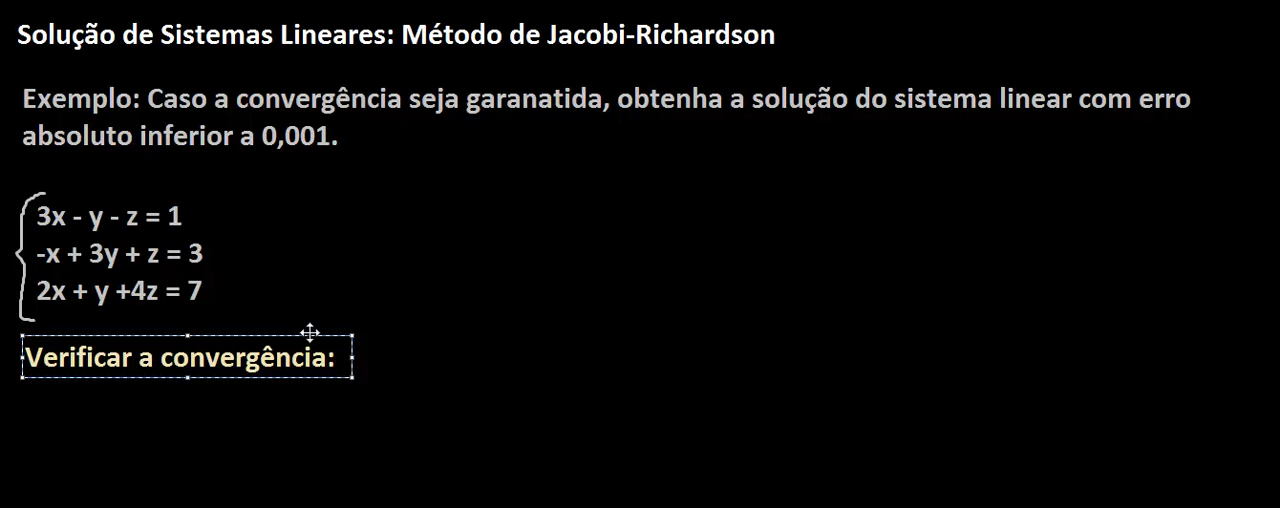 Solução de Sistemas Lineares: Método de Jacobi-Richardson
Exemplo: Caso a convergência seja garanatida, obtenha a solução do sistema linear com erro
absoluto inferior a 0,001.
3x - y - z = 1
-x + 3y + z = 3
2x + y +4z = 7
Verificar a convergência: